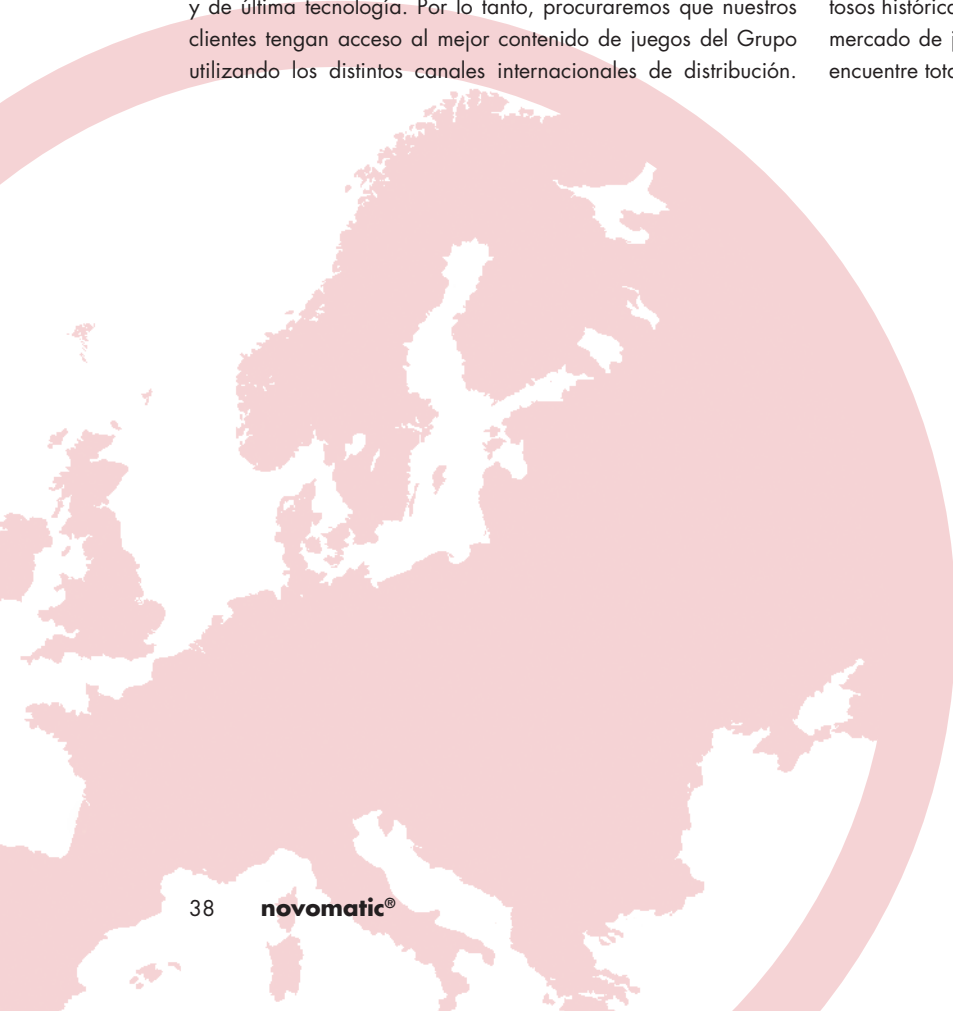 y de última tecnología. Por lo tanto, procuraremos que nuestros
clientes tengan acceso al mejor contenido de juegos del Grupo
utilizando los distintos canales internacionales de distribución.
mercado de
encuentre
38 novomatic®